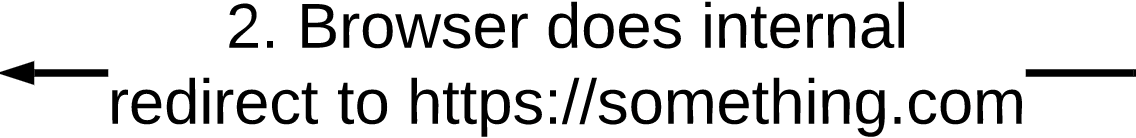 2. Browser does internal
redirect to https://something.com